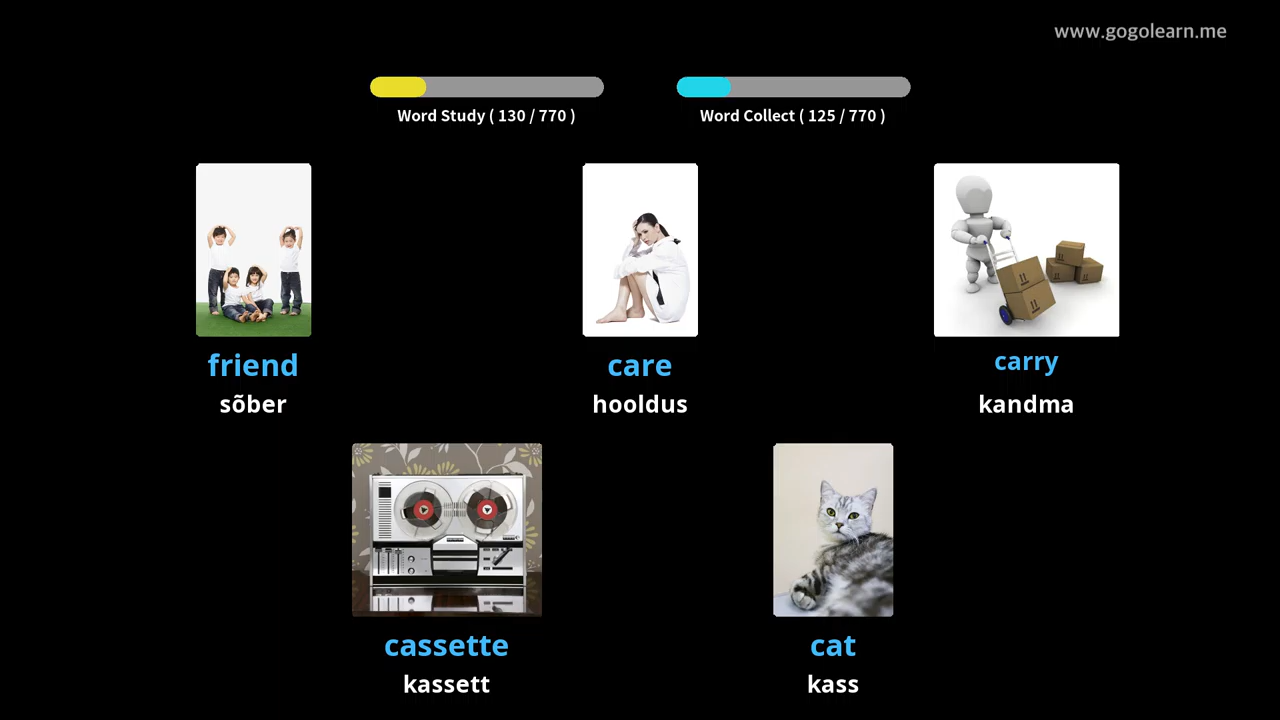 www.gogolearn.me
Word Study ( 130 / 770 )
Word Collect ( 125 / 770 )
friend
sõber
care
hooldus
carry
kandma
cassette
kassett
cat
kass